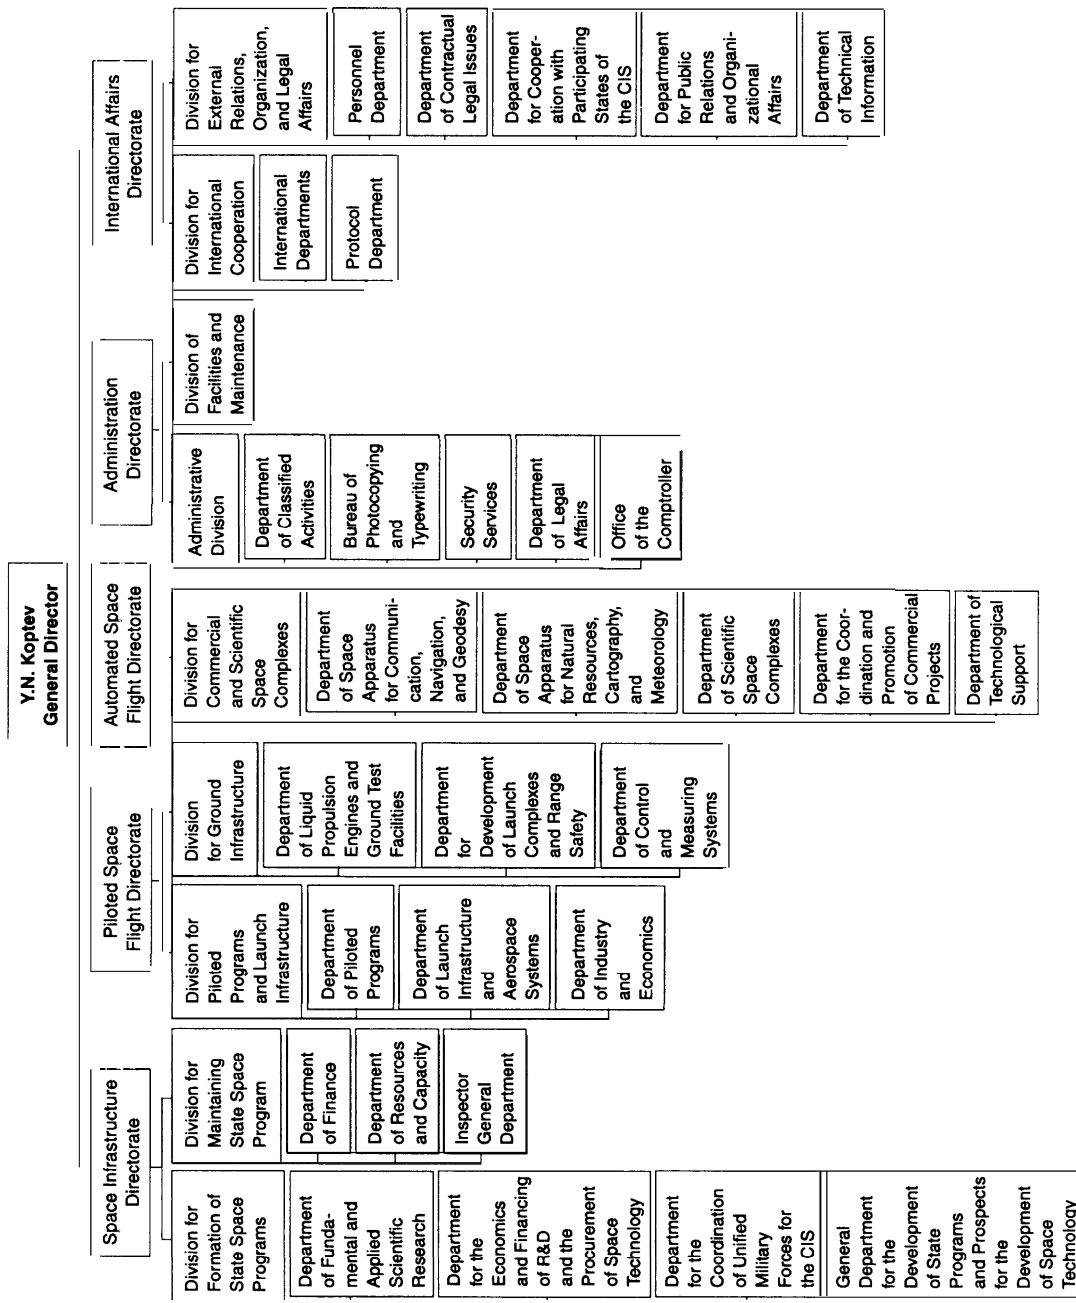 Y.N. Koptev
General Director
Space Infrastructure
Directorate
Piloted Space
Flight Directorate
Automated Space
Flight Directorate
Administration
Directorate
International Affairs
Directorate
Division for
Formation of
State Space
Programs
Department
of Funda-
mental and
Applied
Scientific
Research
Department
for the
Economics
and Financing
of R&D
and the
Procurement
of Space
Technology
Department
for the
Coordination
of Unified
Military
Forces for
the CIS
General
Department
for the
Development
of State
Programs
and Prospects
for the
Development
of Space
Technology
Division for
Maintaining
State Space
Program
Department
of Finance
Department
of Resources
and Capacity
Inspector
General
Department
Division for
Piloted
Programs
and Launch
Infrastructure
Department
of Piloted
Programs
Department
of Launch
Infrastructure
and
Aerospace
Systems
Department
of Industry
and
Economics
Division
for Ground
Infrastructure
Department
of Liquid
Propulsion
Engines and
Ground Test
Facilities
Department
for
Development
of Launch
Complexes
and Range
Safety
Department
of Control
and
Measuring
Systems
Division for
Commercial
and Scientific
Space
Complexes
Department
of Space
Apparatus
for Communi-
cation,
Navigation,
and Geodesy
Department
of Space
Apparatus
for Natural
Resources,
Cartography,
and
Meteorology
Department
of Scientific
Space
Complexes
Department
for the Coor-
dination and
Promotion
of Commercial
Projects
Department of
Technological
Support
Administrative
Division
Department
of Classified
Activities
Bureau of
Photocopying
and
Typewriting
Security
Services
Department
of Legal
Affairs
Office
of the
Comptroller
Division of
Facilities and
Maintenance
Division for
International
Cooperation
International
Departments
Protocol
Department
Division for
External
Relations,
Organization,
and Legal
Affairs
Personnel
Department
Department
of Contractual
Legal Issues
Department
for Cooper-
ation with
Participating
States of
the CIS
Department
for Public
Relations
and Organi-
zational
Affairs
Department
of Technical
Information